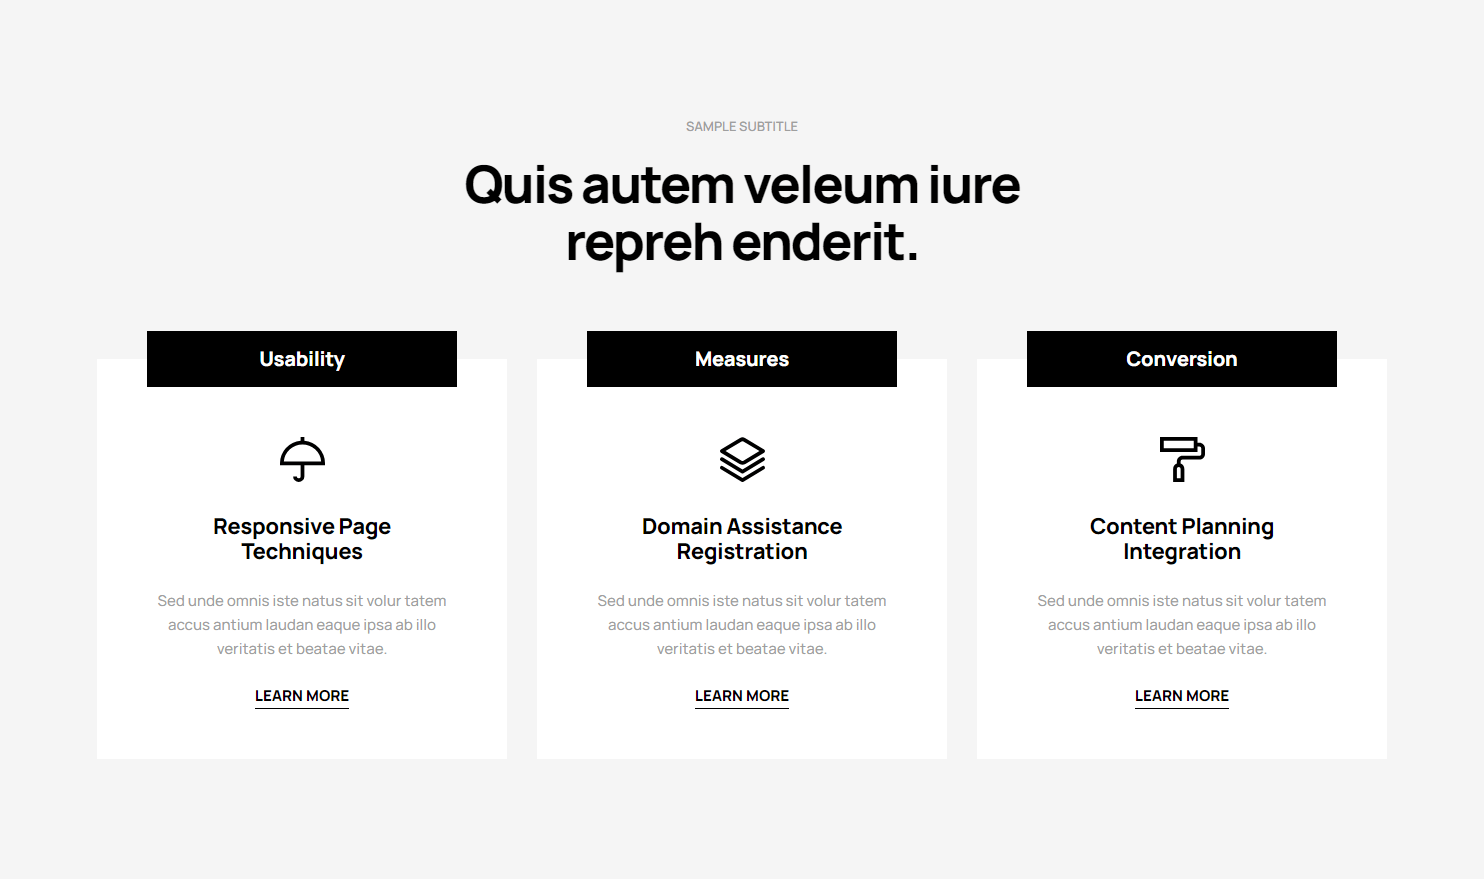 SAMPLE SUBTITLE
Quis autem veleum iure
repreh enderit.
Usability
Responsive Page
Techniques
Sed unde omnis iste natus sit volur tatem
accus antium laudan eaque ipsa ab illo
veritatis et beatae vitae.
LEARN MORE
Measures
Domain Assistance
Registration
Sed unde omnis iste natus sit volur tatem
accus antium laudan eaque ipsa ab illo
veritatis et beatae vitae.
LEARN MORE
Conversion
Content Planning
Integration
Sed unde omnis iste natus sit volur tatem
accus antium laudan eaque ipsa ab illo
veritatis et beatae vitae.
LEARN MORE